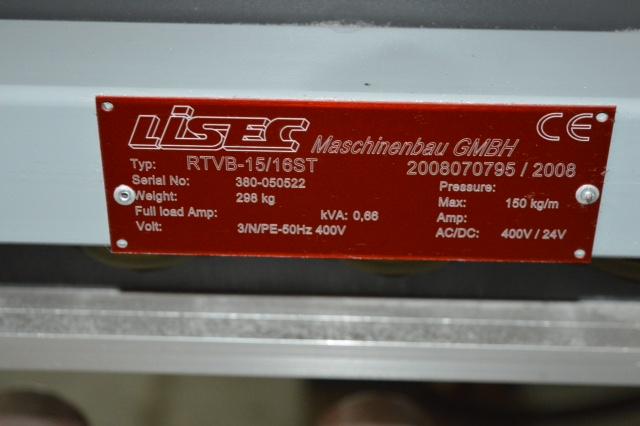 LiSEC Maschinenbau GMBH CE
Typ: RTVB-15/16ST 2008070795 / 2008
Serial No: 380-050522 Pressure:
Weight: 298 kg Max: 150 kg/m
Full load Amp: kVA: 0,66 Amp:
Volt: 3/N/PE-50Hz 400V AC/DC: 400V / 24V